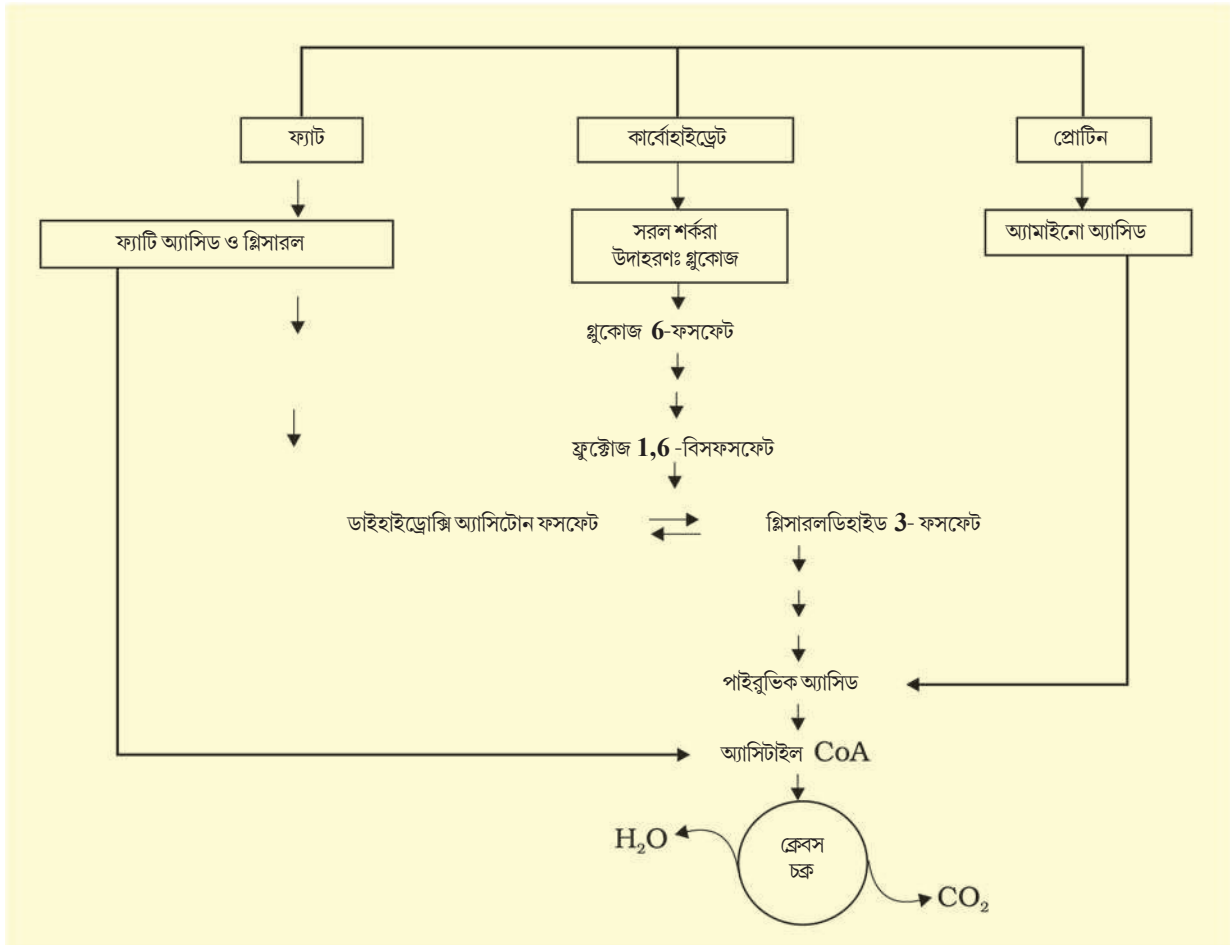 ফ্যাট
কার্বোহাইড্রেট
প্রোটিন
ফ্যাটি অ্যাসিড ও গ্লিসারল
সরল শর্করা
উদাহরণঃ গ্লুকোজ
অ্যামাইনো অ্যাসিড
গ্লুকোজ 6-ফসফেট
ফ্রুক্টোজ 1,6 -বিসফসফেট
ডাইহাইড্রোক্সি অ্যাসিটোন ফসফেট
গ্লিসারলডিহাইড 3- ফসফেট
পাইরুভিক অ্যাসিড
অ্যাসিটাইল CoA
ক্রেবস
চক্র
H₂O
CO₂